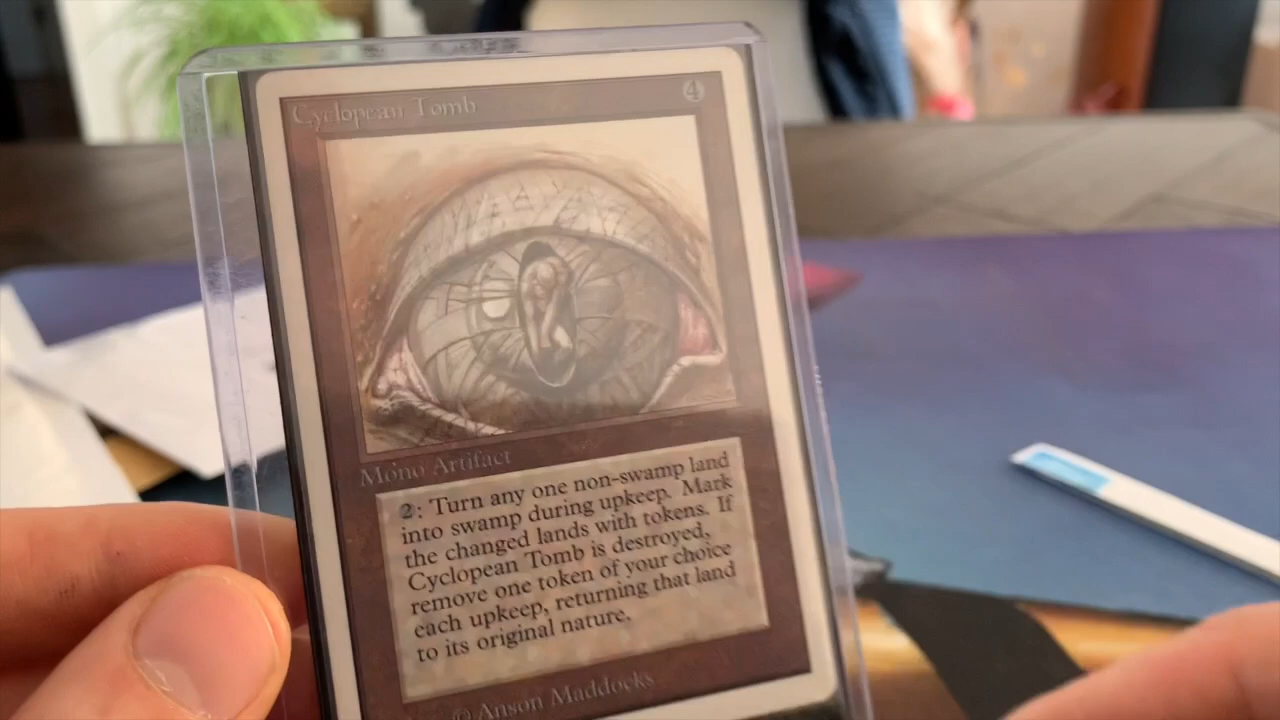 Cyclopean Tomb
4
Mono Artifact
2: Turn any one non-swamp land
into swamp during upkeep. Mark
the changed lands with tokens. If
Cyclopean Tomb is destroyed,
remove one token of your choice
each upkeep, returning that land
to its original nature.
© Anson Maddocks